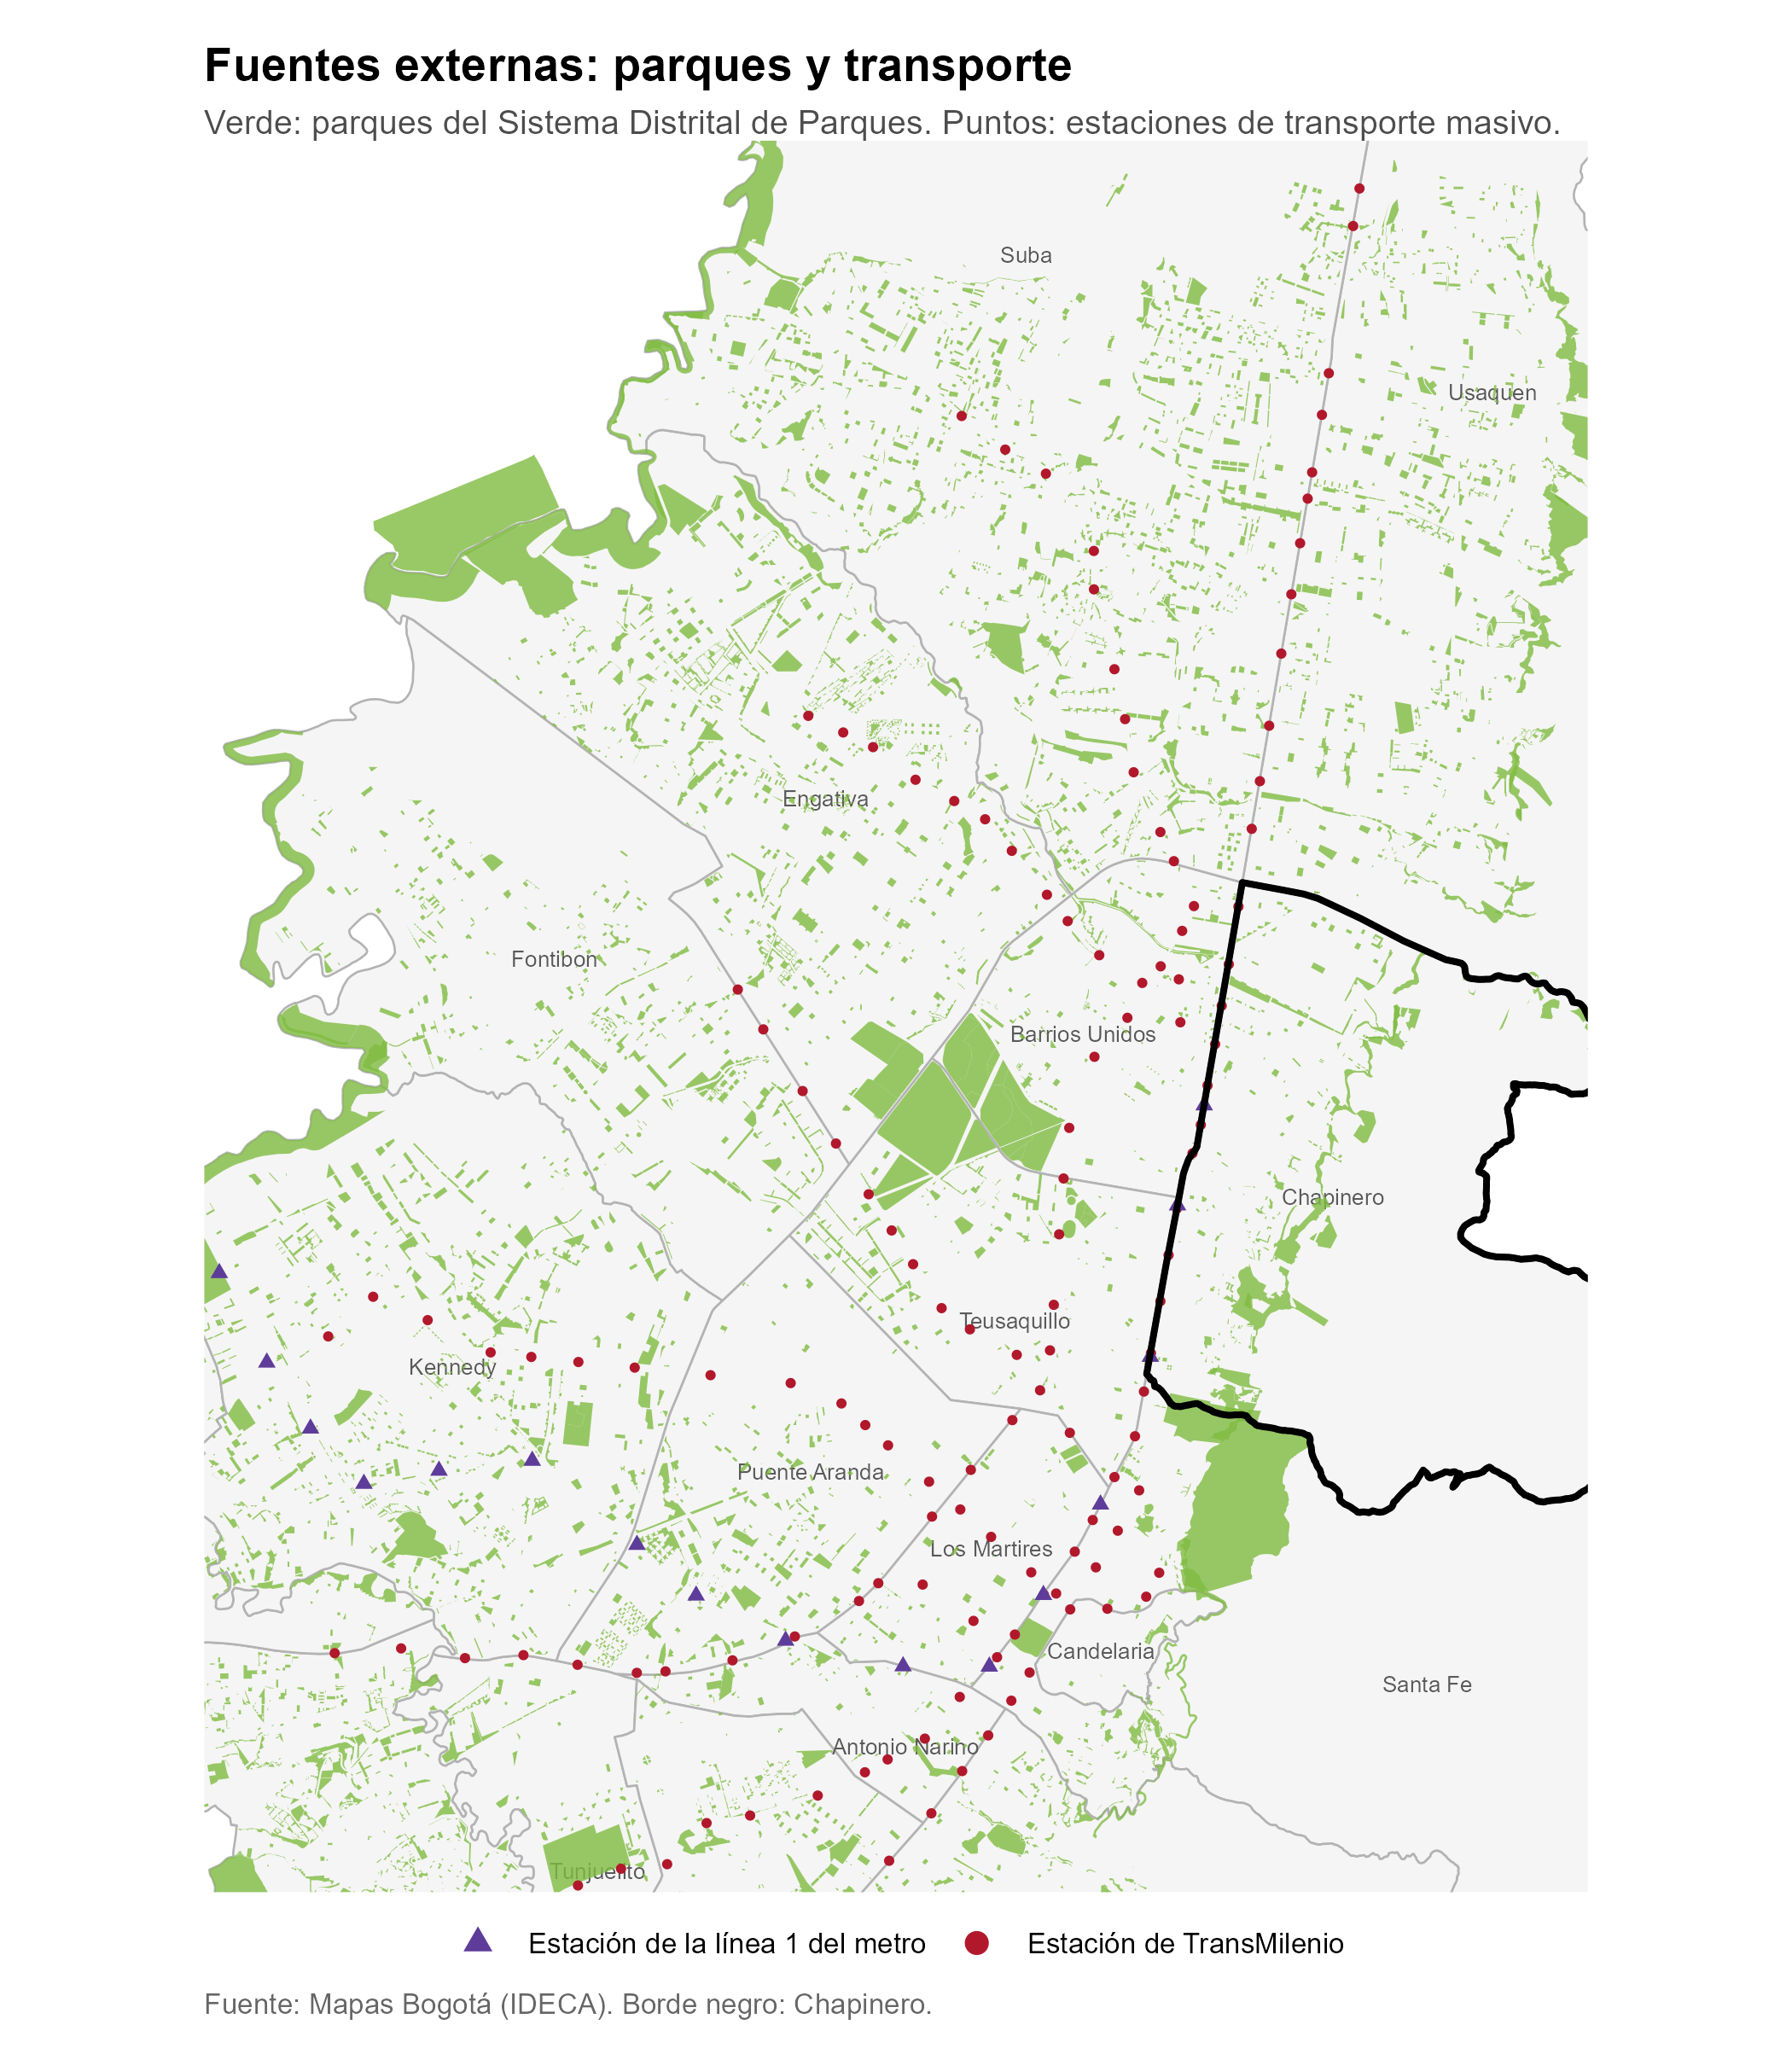 Fuentes externas: parques y transporte
Verde: parques del Sistema Distrital de Parques. Puntos: estaciones de transporte masivo.
Suba
Usaquen
Engativa
Fontibon
Barrios Unidos
Chapinero
Teusaquillo
Kennedy
Puente Aranda
Los Martires
Candelaria
Santa Fe
Antonio Narino
Tunjuelito
Estación de la línea 1 del metro
Estación de TransMilenio
Fuente: Mapas Bogotá (IDECA). Borde negro: Chapinero.